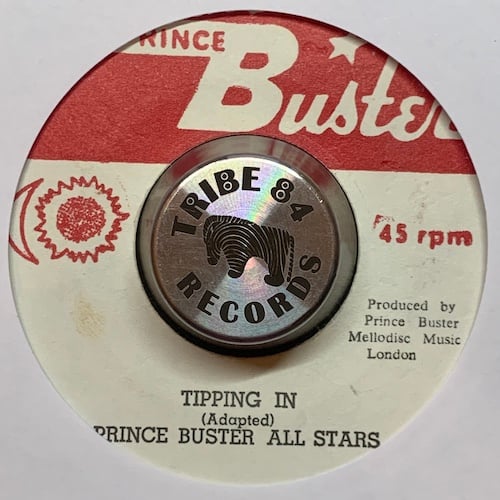 PRINCE
Buster
TRIBE 84
RECORDS
45 rpm
Produced by
Prince Buster
Mellodisc Music
London
TIPPING IN
(Adapted)
PRINCE BUSTER ALL STARS